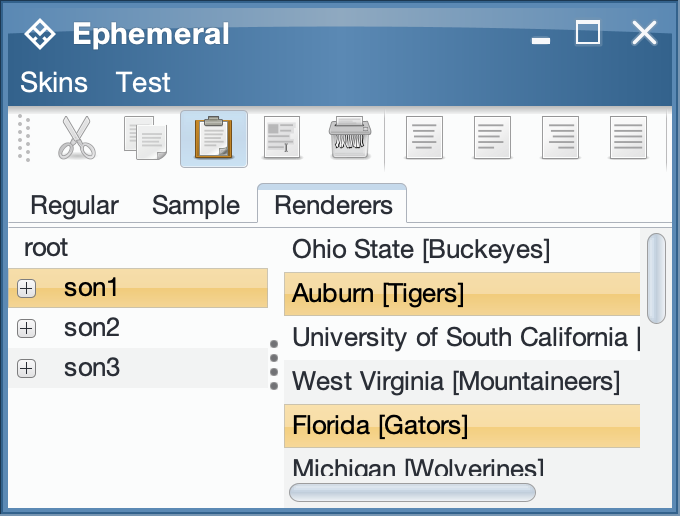 Ephemeral
Skins Test
Regular Sample Renderers
root
son1
son2
son3
Ohio State [Buckeyes]
Auburn [Tigers]
University of South California [
West Virginia [Mountaineers]
Florida [Gators]
Michigan [Wolverines]